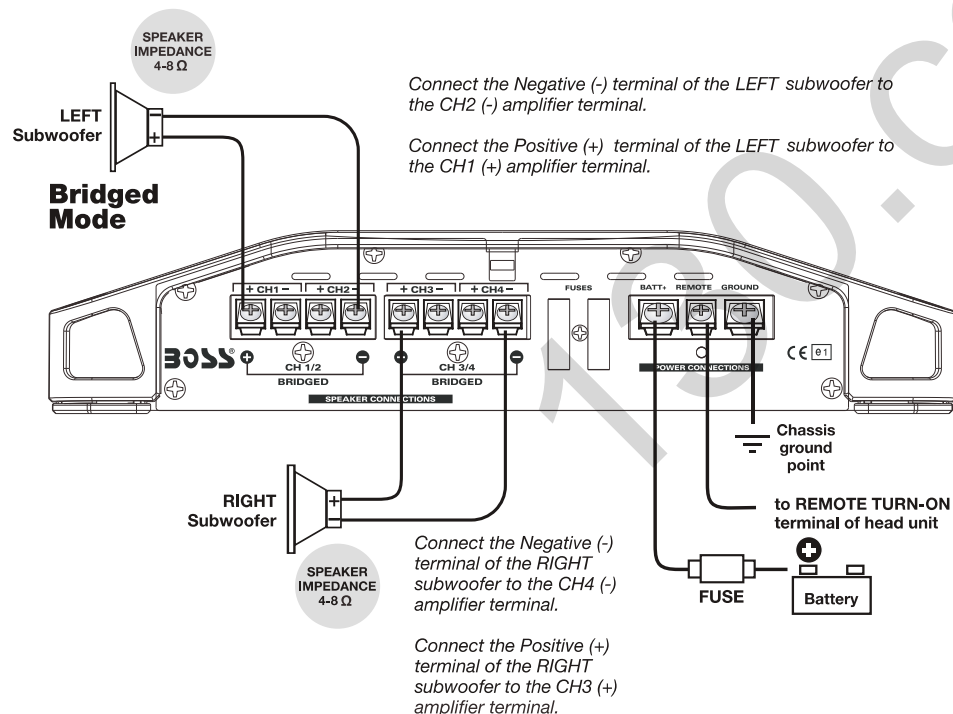 SPEAKER
IMPEDANCE
4-8 Ω
LEFT
Subwoofer
−
+
Bridged
Mode
Connect the Negative (-) terminal of the LEFT subwoofer to
the CH2 (-) amplifier terminal.
Connect the Positive (+) terminal of the LEFT subwoofer to
the CH1 (+) amplifier terminal.
+ CH1 −
+ CH2 −
+ CH3 −
+ CH4 −
FUSES
BATT+ REMOTE GROUND
BOSS®
+ CH 1/2 −
BRIDGED
+ CH 3/4 −
BRIDGED
SPEAKER CONNECTIONS
POWER CONNECTIONS
CE e1
Chassis
ground
point
RIGHT
Subwoofer
+
−
SPEAKER
IMPEDANCE
4-8 Ω
Connect the Negative (-)
terminal of the RIGHT
subwoofer to the CH4 (-)
amplifier terminal.
Connect the Positive (+)
terminal of the RIGHT
subwoofer to the CH3 (+)
amplifier terminal.
to REMOTE TURN-ON
terminal of head unit
+
FUSE
Battery
130.c